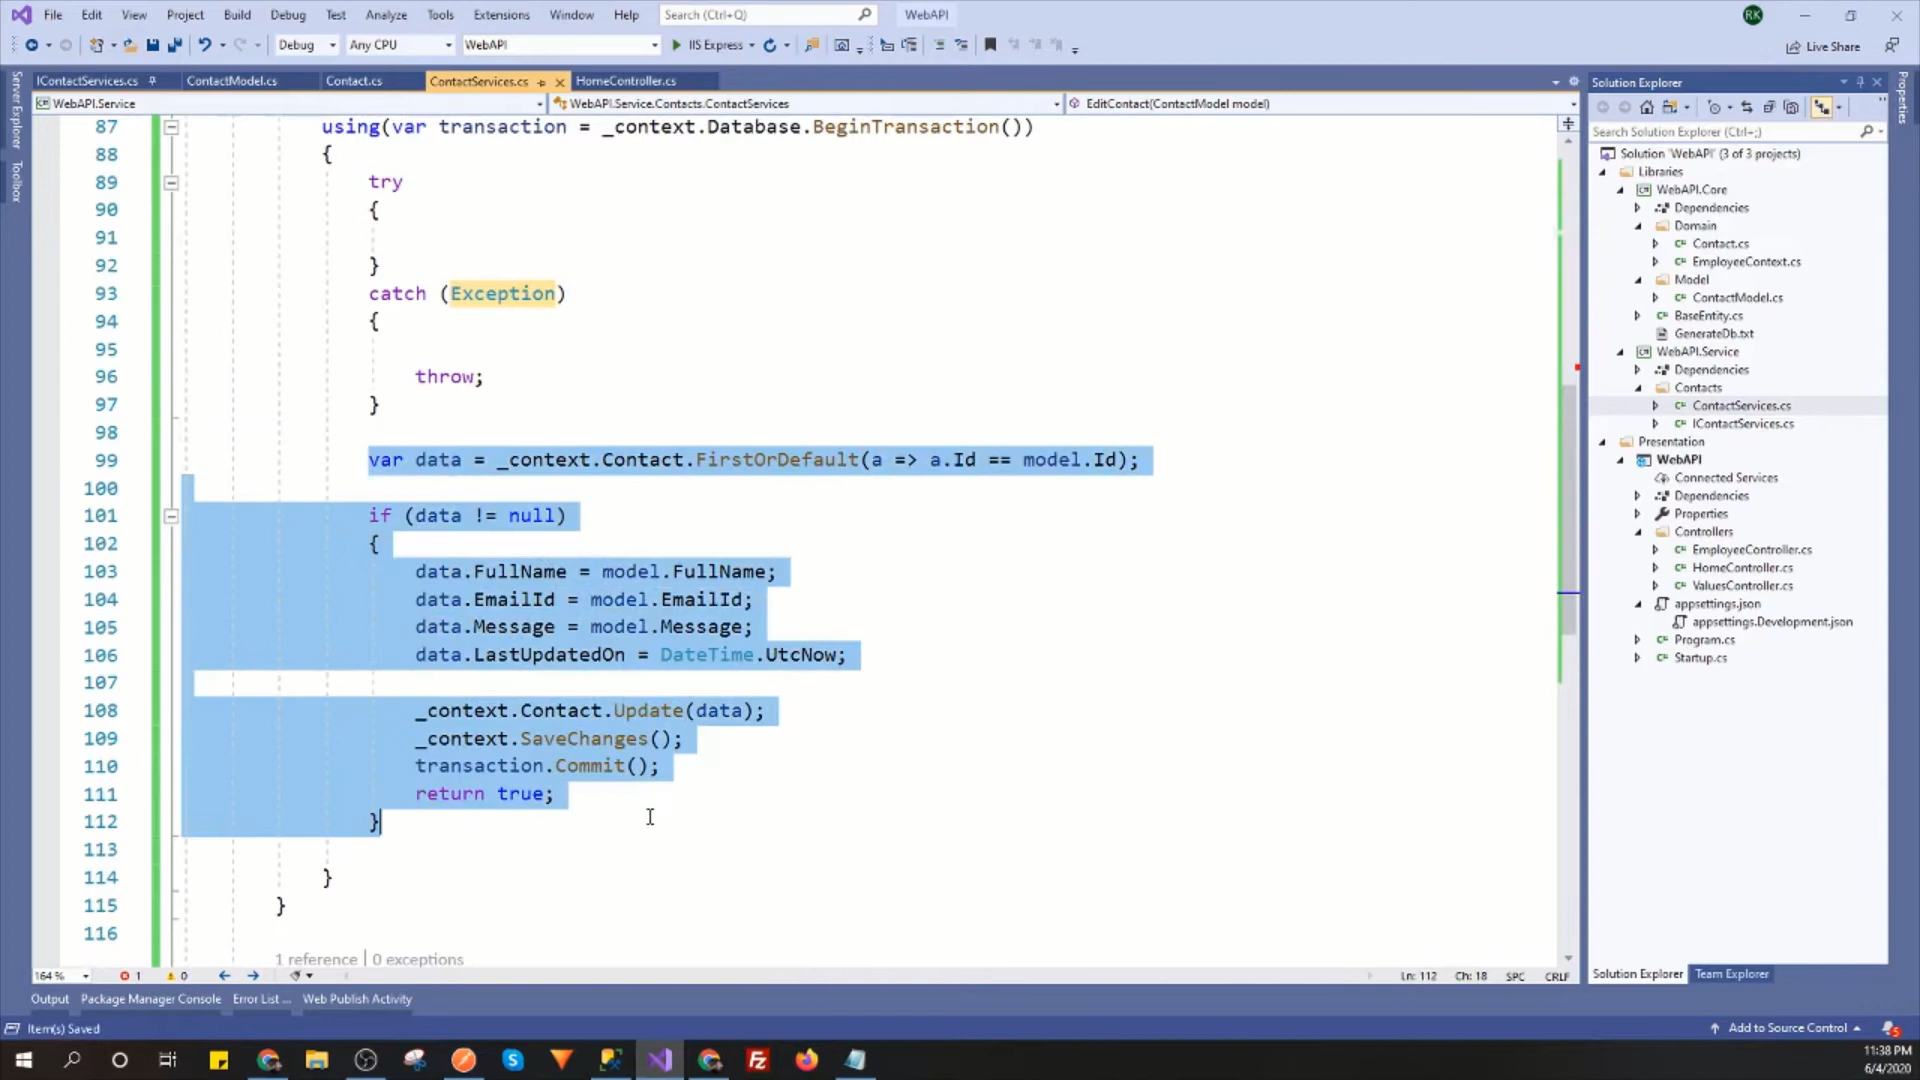 File Edit View Project Build Debug Test Analyze Tools Extensions Window Help Search (Ctrl+Q) WebAPI RK
Debug Any CPU WebAPI IIS Express Live Share
IContactServices.cs ContactModel.cs Contact.cs ContactServices.cs HomeController.cs
WebAPI.Service WebAPI.Service.Contacts.ContactServices EditContact(ContactModel model)
Server Explorer
Toolbox
87 using(var transaction = _context.Database.BeginTransaction())
88 {
89 try
90 {
91
92 }
93 catch (Exception)
94 {
95
96 throw;
97 }
98
99 var data = _context.Contact.FirstOrDefault(a => a.Id == model.Id);
100
101 if (data != null)
102 {
103 data.FullName = model.FullName;
104 data.EmailId = model.EmailId;
105 data.Message = model.Message;
106 data.LastUpdatedOn = DateTime.UtcNow;
107
108 _context.Contact.Update(data);
109 _context.SaveChanges();
110 transaction.Commit();
111 return true;
112 }
113
114 }
115 }
116
1 reference | 0 exceptions
164 % 1 0 Ln: 112 Ch: 18 SPC CRLF
Solution Explorer
Search Solution Explorer (Ctrl+;)
Solution 'WebAPI' (3 of 3 projects)
Libraries
WebAPI.Core
Dependencies
Domain
Contact.cs
EmployeeContext.cs
Model
ContactModel.cs
BaseEntity.cs
GenerateDb.txt
WebAPI.Service
Dependencies
Contacts
ContactServices.cs
IContactServices.cs
Presentation
WebAPI
Connected Services
Dependencies
Properties
Controllers
EmployeeController.cs
HomeController.cs
ValuesController.cs
appsettings.json
appsettings.Development.json
Program.cs
Startup.cs
Solution Explorer Team Explorer
Properties
Output Package Manager Console Error List ... Web Publish Activity
Item(s) Saved Add to Source Control 5
11:38 PM
6/4/2020